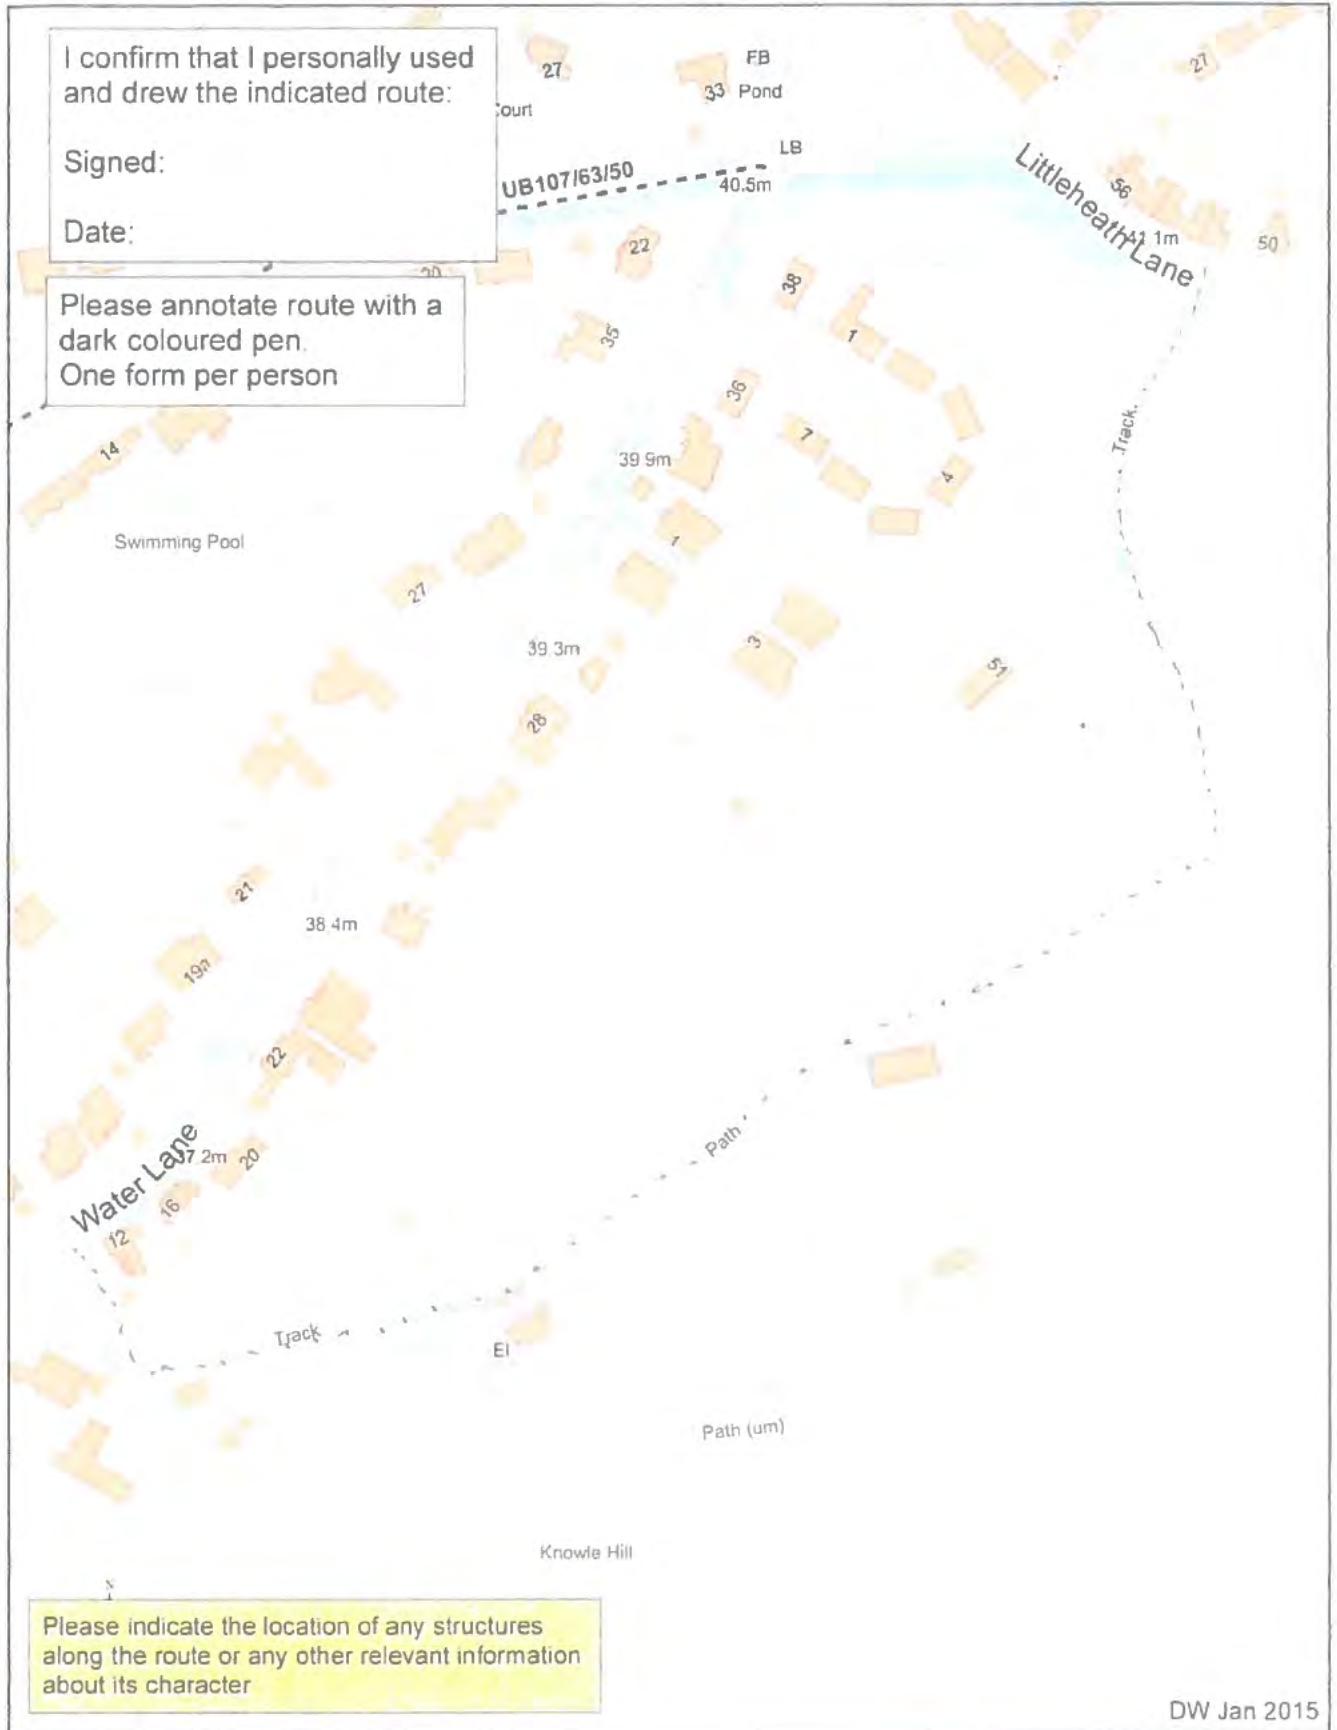 I confirm that I personally used
and drew the indicated route:
Signed:
Date:
Please annotate route with a
dark coloured pen.
One form per person
27
Court
33
FB
Pond
LB
UB107/63/50
40.5m
27
Littleheath Lane
56
41.1m
50
22
20
38
35
1
36
7
4
39.9m
14
Track
Swimming Pool
1
27
39.3m
3
51
28
21
38.4m
19a
22
Water Lane
37.2m
20
16
12
Path
Track
El
Path (um)
Knowle Hill
N
Please indicate the location of any structures
along the route or any other relevant information
about its character
DW Jan 2015